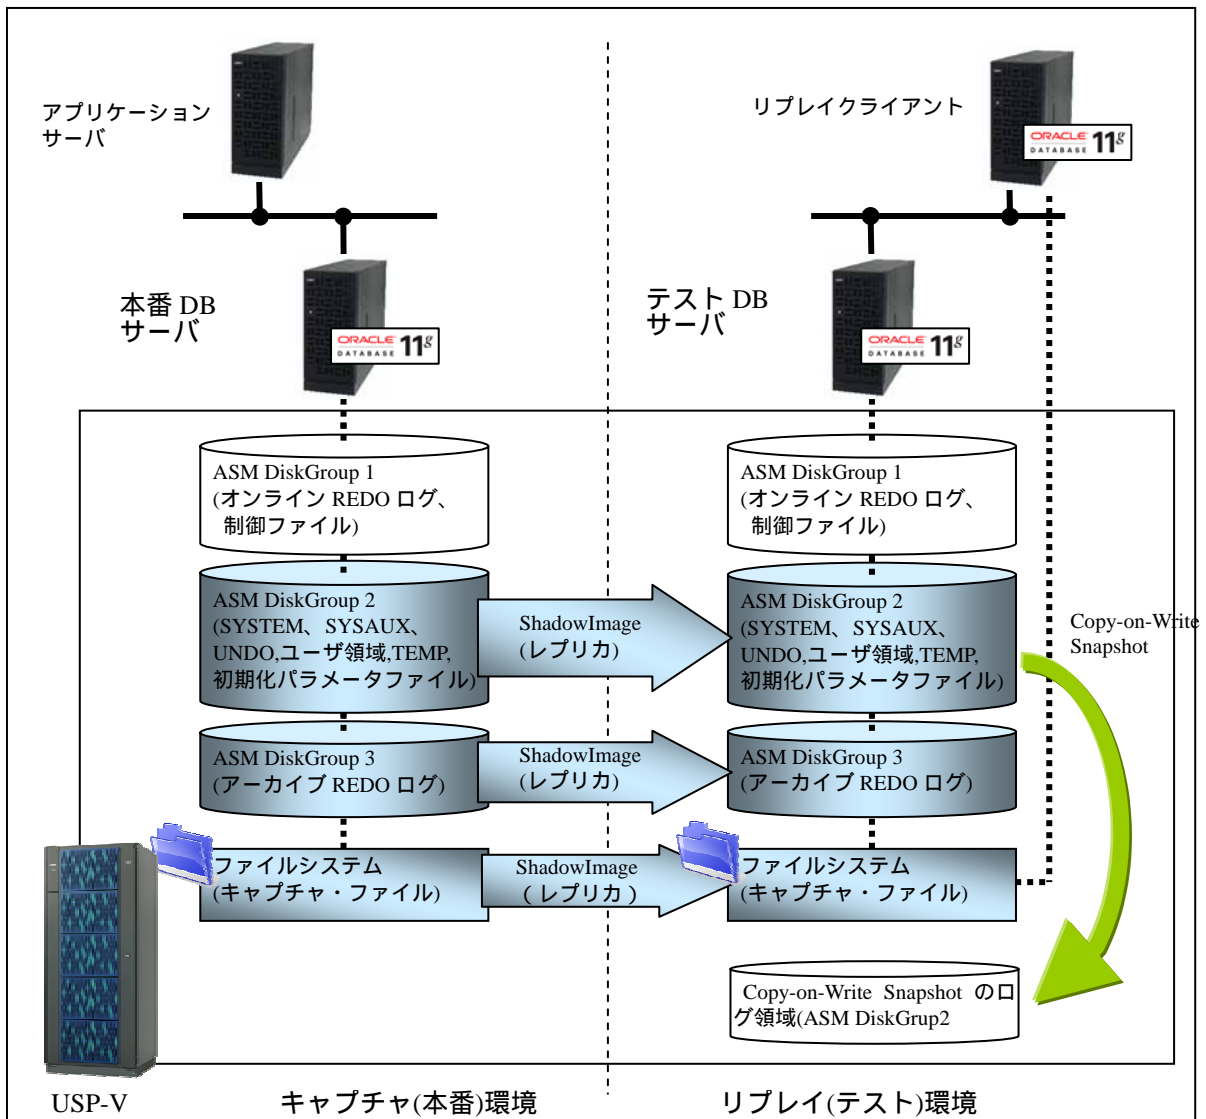 アプリケーション
サーバ
リプレイクライアント
ORACLE
DATABASE 11g
本番 DB
サーバ
ORACLE
DATABASE 11g
テスト DB
サーバ
ORACLE
DATABASE 11g
ASM DiskGroup 1
(オンライン REDO ログ、
制御ファイル)
ASM DiskGroup 1
(オンライン REDO ログ、
制御ファイル)
ASM DiskGroup 2
(SYSTEM、SYSAUX、
UNDO,ユーザ領域,TEMP,
初期化パラメータファイル)
ShadowImage
(レプリカ)
ASM DiskGroup 2
(SYSTEM、SYSAUX、
UNDO,ユーザ領域,TEMP,
初期化パラメータファイル)
Copy-on-Write
Snapshot
ASM DiskGroup 3
(アーカイブ REDO ログ)
ShadowImage
(レプリカ)
ASM DiskGroup 3
(アーカイブ REDO ログ)
ファイルシステム
(キャプチャ・ファイル)
ShadowImage
(レプリカ)
ファイルシステム
(キャプチャ・ファイル)
Copy-on-Write Snapshot のロ
グ領域(ASM DiskGrup2
USP-V
キャプチャ(本番)環境
リプレイ(テスト)環境